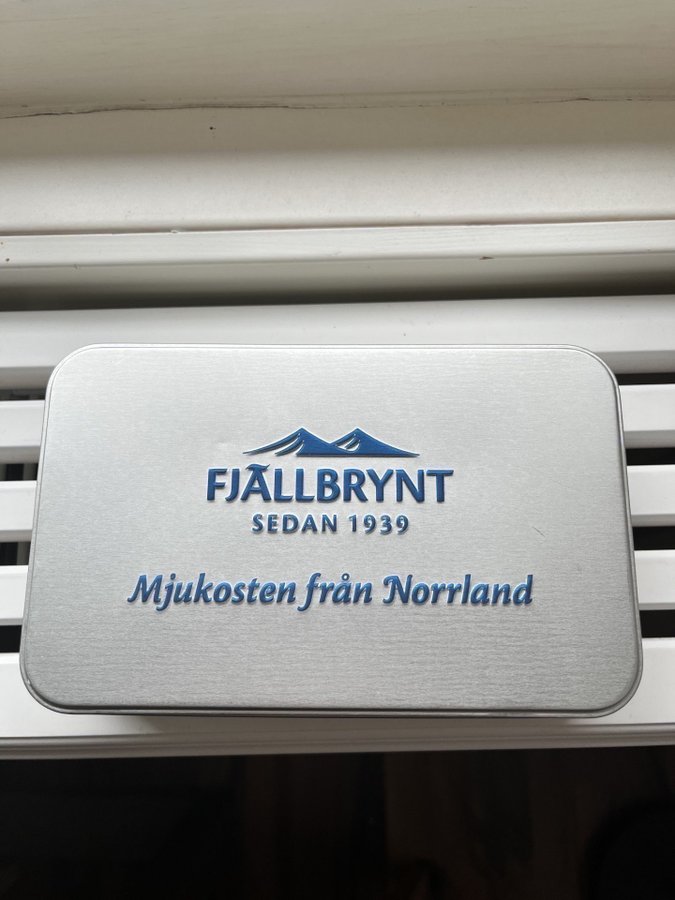 FJÄLLBRYNT
SEDAN 1939
Mjukosten från Norrland